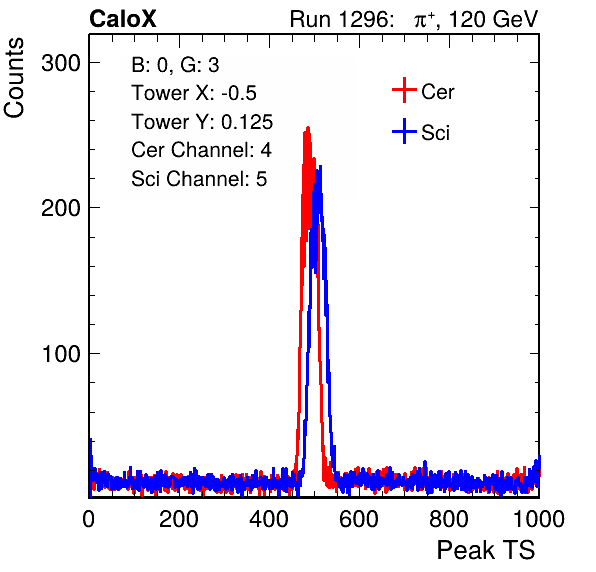 CaloX Run 1296: π⁺, 120 GeV
Counts
B: 0, G: 3
Tower X: -0.5
Tower Y: 0.125
Cer Channel: 4
Sci Channel: 5
Cer
Sci
300
200
100
0 200 400 600 800 1000
Peak TS